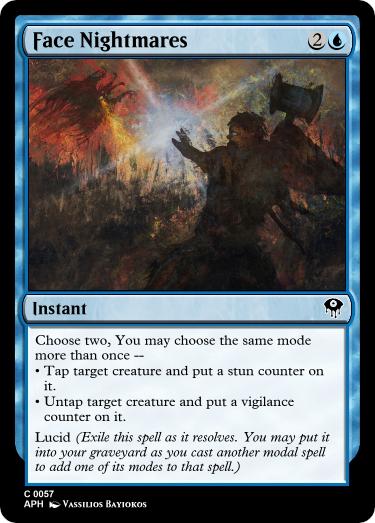 Face Nightmares 2
Instant
Choose two, You may choose the same mode
more than once --
• Tap target creature and put a stun counter on
it.
• Untap target creature and put a vigilance
counter on it.
Lucid (Exile this spell as it resolves. You may put it
into your graveyard as you cast another modal spell
to add one of its modes to that spell.)
C 0057
APH Vassilios Bayiokos